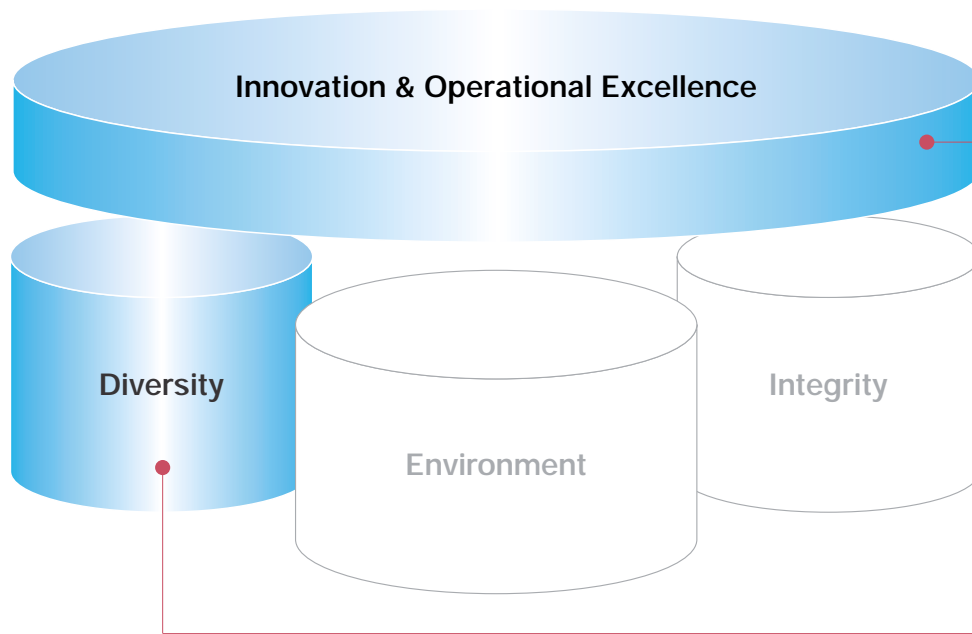 Innovation & Operational Excellence
Diversity
Integrity
Environment